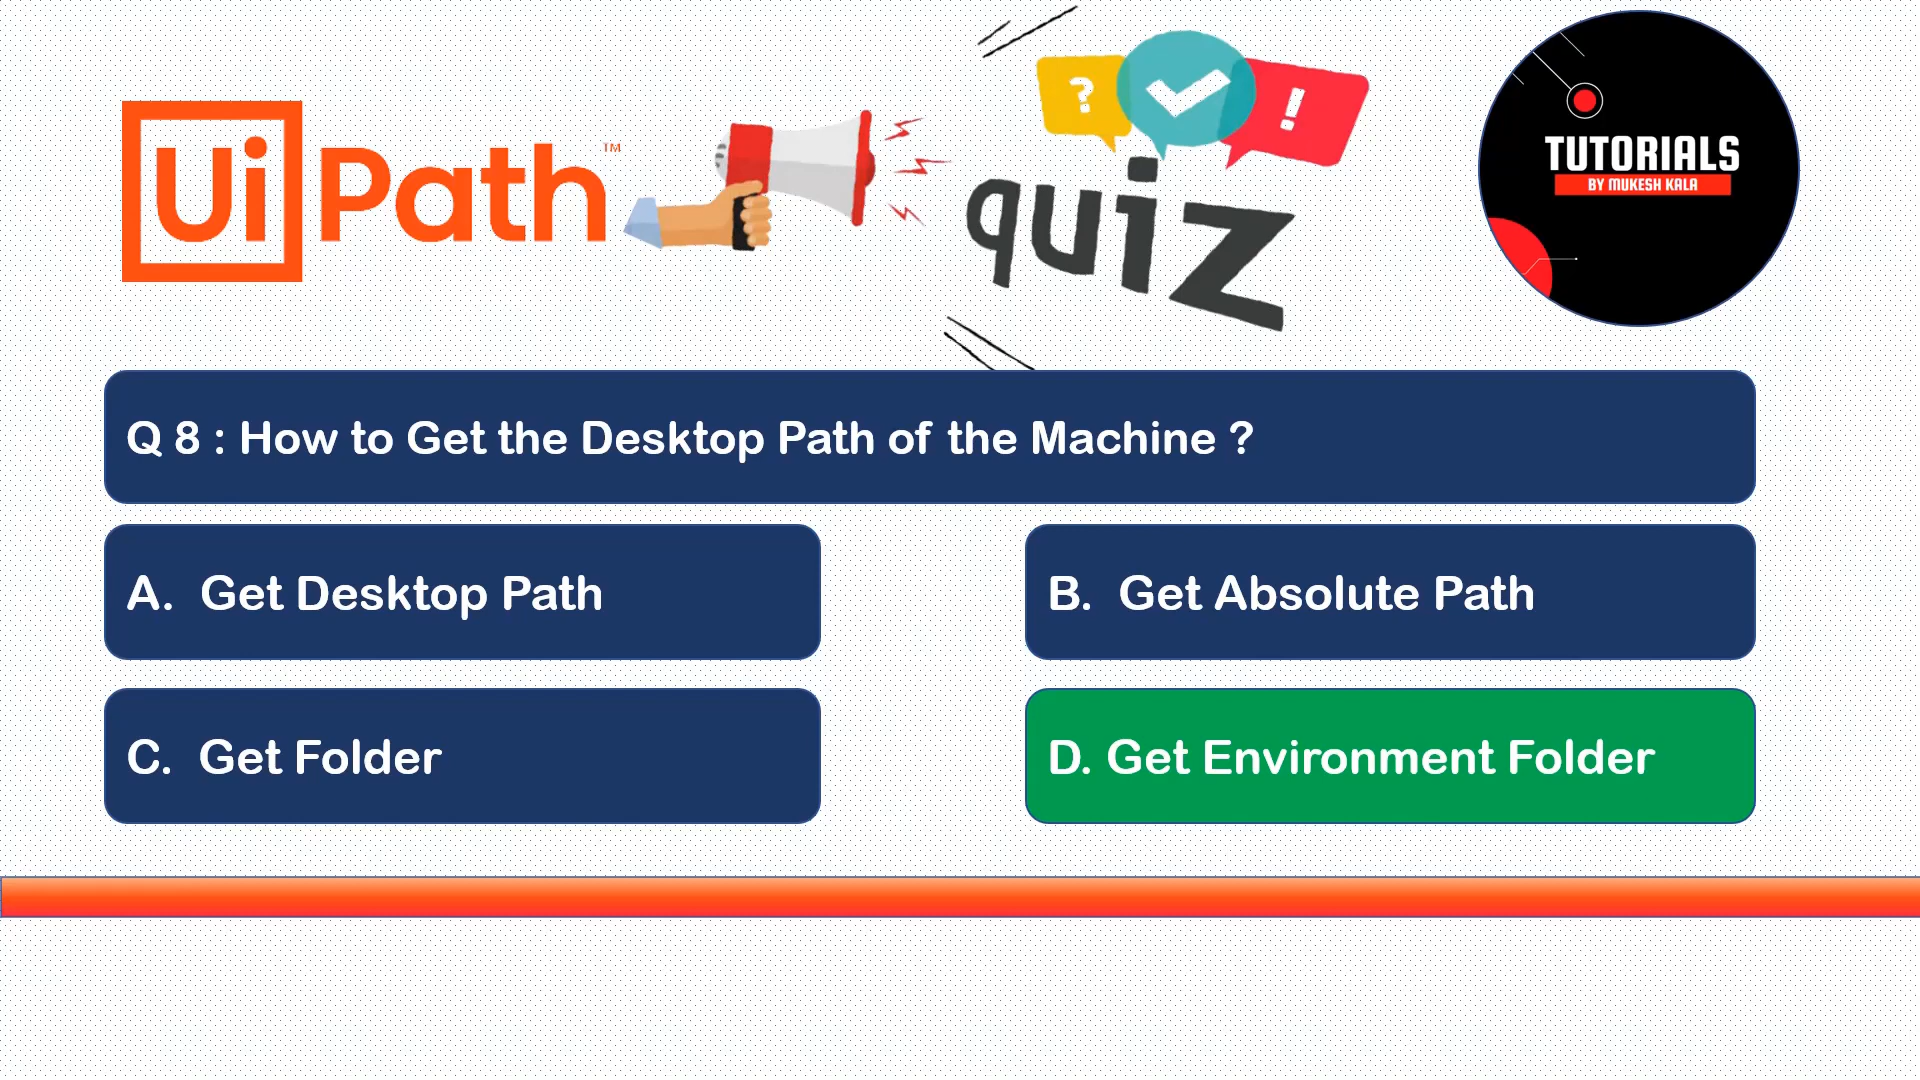 UiPath™
?
!
quiz
TUTORIALS
BY MUKESH KALA
Q 8 : How to Get the Desktop Path of the Machine ?
A. Get Desktop Path
B. Get Absolute Path
C. Get Folder
D. Get Environment Folder